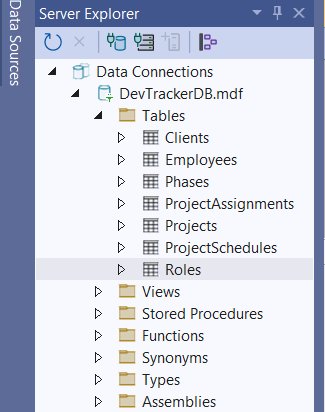 Data Sources
Server Explorer
Data Connections
DevTrackerDB.mdf
Tables
Clients
Employees
Phases
ProjectAssignments
Projects
ProjectSchedules
Roles
Views
Stored Procedures
Functions
Synonyms
Types
Assemblies